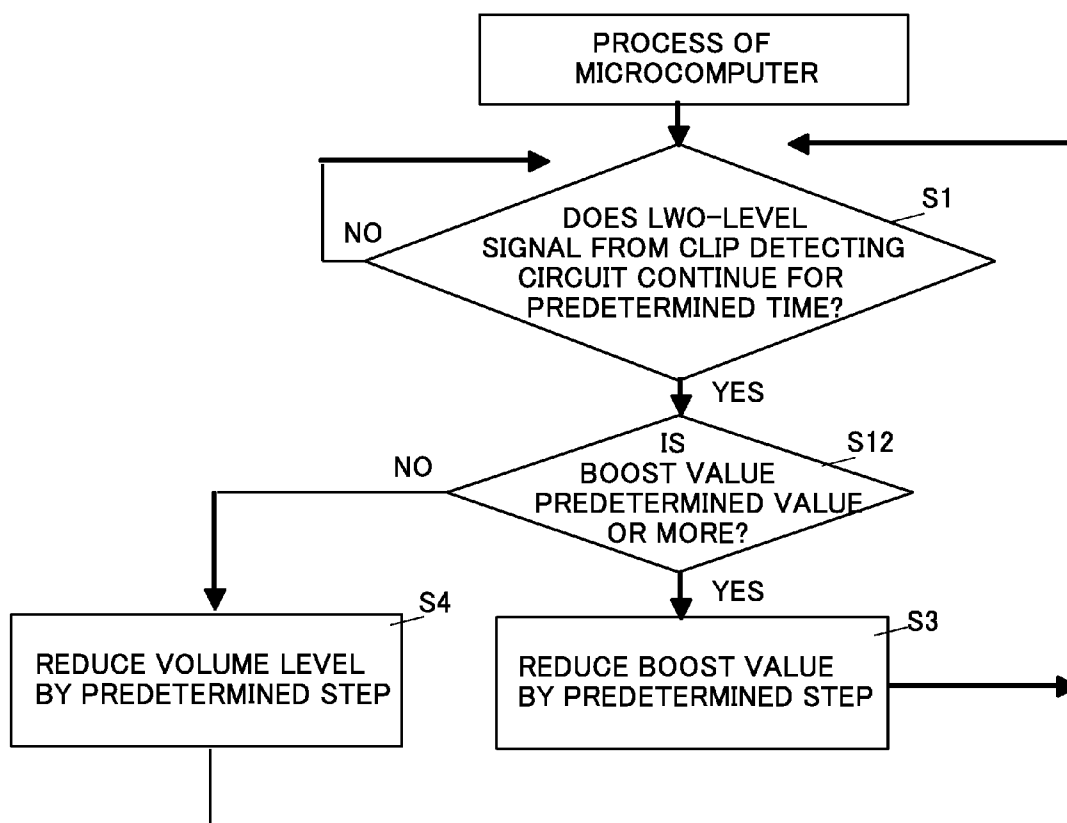 PROCESS OF
MICROCOMPUTER
S1
DOES LWO-LEVEL
SIGNAL FROM CLIP DETECTING
CIRCUIT CONTINUE FOR
PREDETERMINED TIME?
NO
YES
S12
IS
BOOST VALUE
PREDETERMINED VALUE
OR MORE?
NO
YES
S4
REDUCE VOLUME LEVEL
BY PREDETERMINED STEP
S3
REDUCE BOOST VALUE
BY PREDETERMINED STEP